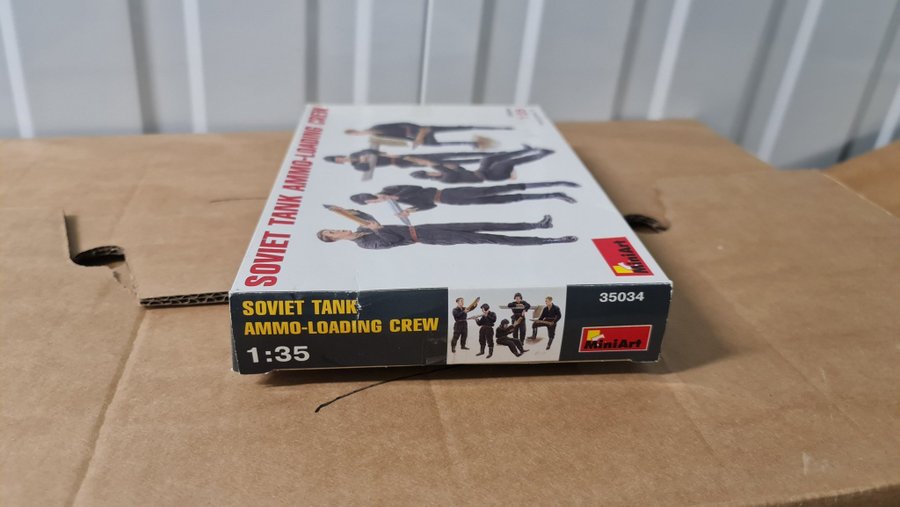 SOVIET TANK AMMO-LOADING CREW
MiniArt
SOVIET TANK
AMMO-LOADING CREW
1:35
35034
MiniArt